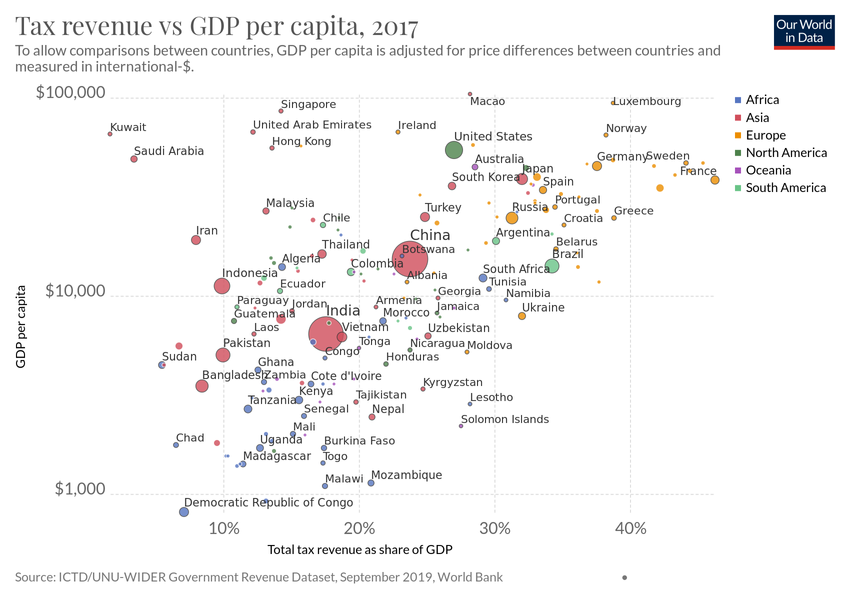 Tax revenue vs GDP per capita, 2017
To allow comparisons between countries, GDP per capita is adjusted for price differences between countries and
measured in international-$.
Our World
in Data
$100,000
$10,000
$1,000
GDP per capita
Macao
Luxembourg
Singapore
Kuwait
United Arab Emirates
Ireland
Norway
Hong Kong
United States
Saudi Arabia
Australia
Germany
Sweden
South Korea
Japan
France
Spain
Malaysia
Turkey
Russia
Portugal
Chile
Croatia
Greece
Iran
China
Argentina
Thailand
Botswana
Belarus
Algeria
Colombia
Brazil
Indonesia
Albania
South Africa
Ecuador
Tunisia
Paraguay
Jordan
Armenia
Georgia
Namibia
Guatemala
India
Morocco
Jamaica
Ukraine
Laos
Vietnam
Uzbekistan
Pakistan
Tonga
Nicaragua
Moldova
Sudan
Congo
Honduras
Ghana
Bangladesh
Zambia
Cote d'Ivoire
Kenya
Kyrgyzstan
Tanzania
Tajikistan
Lesotho
Senegal
Nepal
Mali
Solomon Islands
Chad
Uganda
Burkina Faso
Madagascar
Togo
Malawi
Mozambique
Democratic Republic of Congo
10%
20%
30%
40%
Total tax revenue as share of GDP
Africa
Asia
Europe
North America
Oceania
South America
Source: ICTD/UNU-WIDER Government Revenue Dataset, September 2019, World Bank